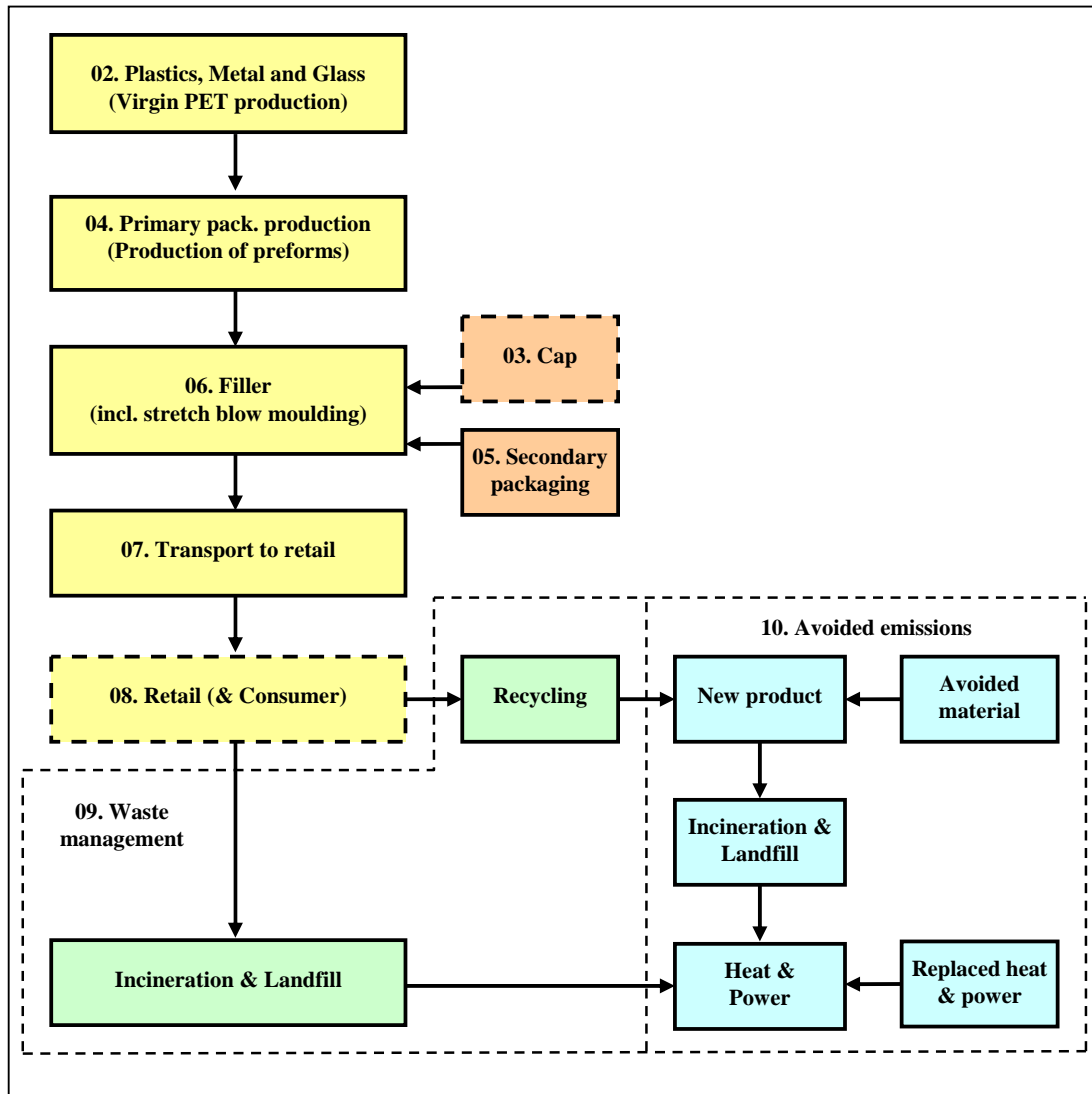 02. Plastics, Metal and Glass
(Virgin PET production)
04. Primary pack. production
(Production of preforms)
03. Cap
06. Filler
(incl. stretch blow moulding)
05. Secondary
packaging
07. Transport to retail
10. Avoided emissions
08. Retail (& Consumer)
Recycling
New product
Avoided
material
09. Waste
management
Incineration &
Landfill
Incineration & Landfill
Heat &
Power
Replaced heat
& power